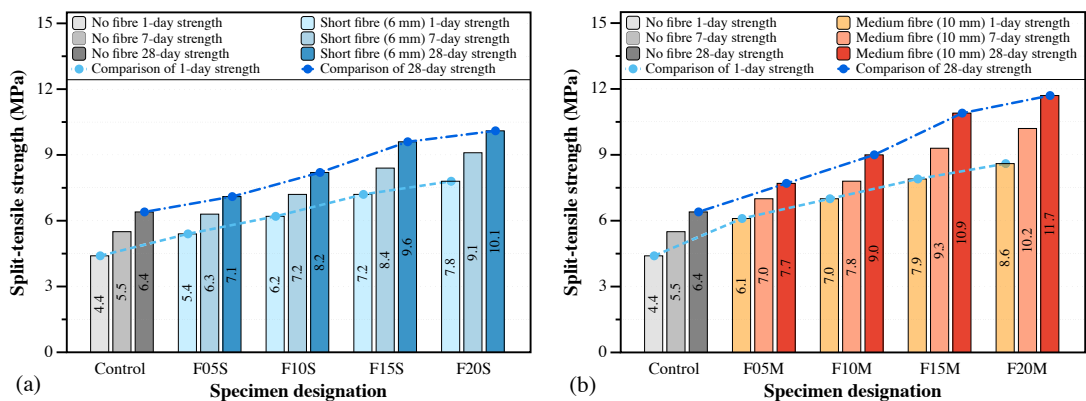 15
12
9
6
3
0
Split-tensile strength (MPa)
No fibre 1-day strength
No fibre 7-day strength
No fibre 28-day strength
Comparison of 1-day strength
Short fibre (6 mm) 1-day strength
Short fibre (6 mm) 7-day strength
Short fibre (6 mm) 28-day strength
Comparison of 28-day strength
4.4
5.5
6.4
5.4
6.3
7.1
6.2
7.2
8.2
7.2
8.4
9.6
7.8
9.1
10.1
Control
F05S
F10S
F15S
F20S
Specimen designation
(a)
15
12
9
6
3
0
Split-tensile strength (MPa)
No fibre 1-day strength
No fibre 7-day strength
No fibre 28-day strength
Comparison of 1-day strength
Medium fibre (10 mm) 1-day strength
Medium fibre (10 mm) 7-day strength
Medium fibre (10 mm) 28-day strength
Comparison of 28-day strength
4.4
5.5
6.4
6.1
7.0
7.7
7.0
7.8
9.0
7.9
9.3
10.9
8.6
10.2
11.7
Control
F05M
F10M
F15M
F20M
Specimen designation
(b)